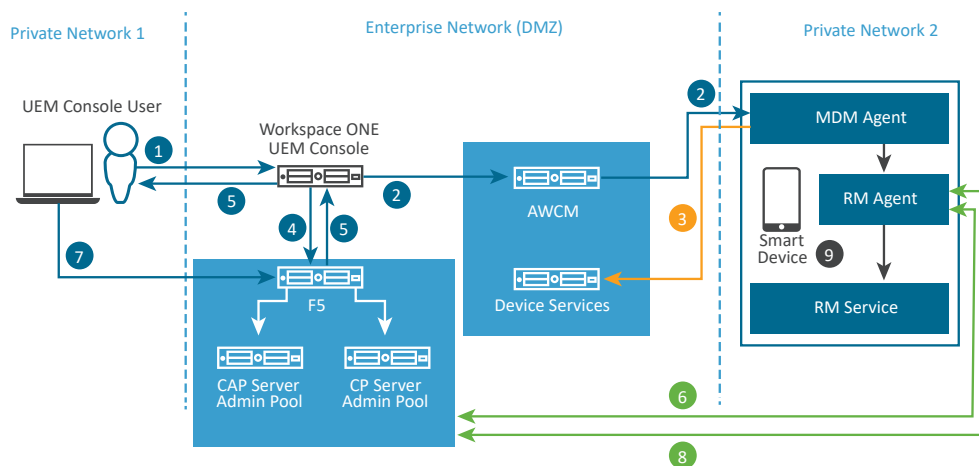 Private Network 1
Enterprise Network (DMZ)
Private Network 2
UEM Console User
Workspace ONE
UEM Console
1
5
2
2
MDM Agent
RM Agent
AWCM
3
Smart
Device
9
4
5
7
F5
Device Services
RM Service
CAP Server
Admin Pool
CP Server
Admin Pool
6
8